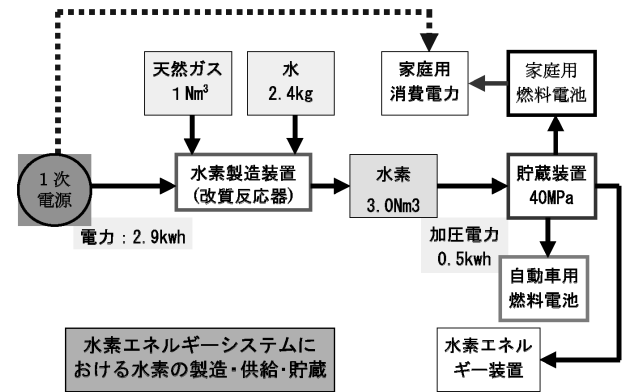 天然ガス
1Nm³
水
2.4kg
家庭用
消費電力
家庭用
燃料電池
1次
電源
水素製造装置
(改質反応器)
水素
3.0Nm3
貯蔵装置
40MPa
電力：2.9kwh
加圧電力
0.5kwh
自動車用
燃料電池
水素エネルギーシステムに
おける水素の製造・供給・貯蔵
水素エネル
ギー装置